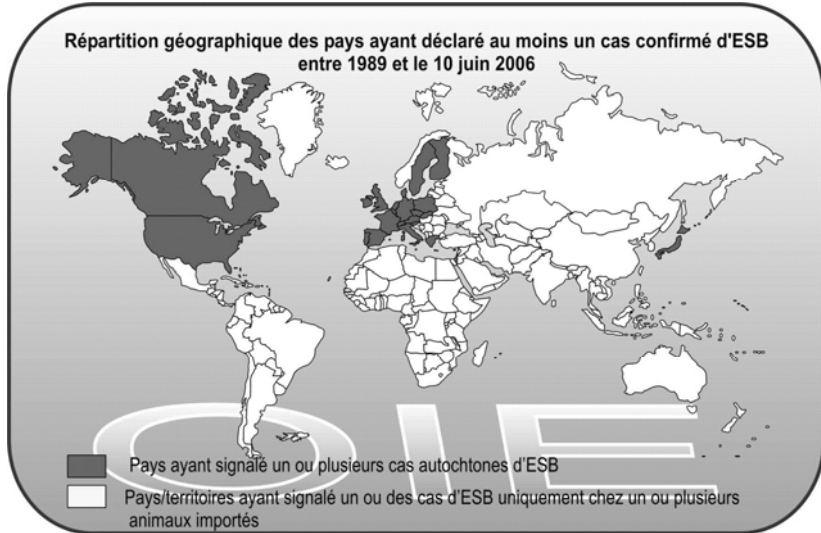 Répartition géographique des pays ayant déclaré au moins un cas confirmé d'ESB
entre 1989 et le 10 juin 2006
OIE
Pays ayant signalé un ou plusieurs cas autochtones d'ESB
Pays/territoires ayant signalé un ou des cas d'ESB uniquement chez un ou plusieurs
animaux importés